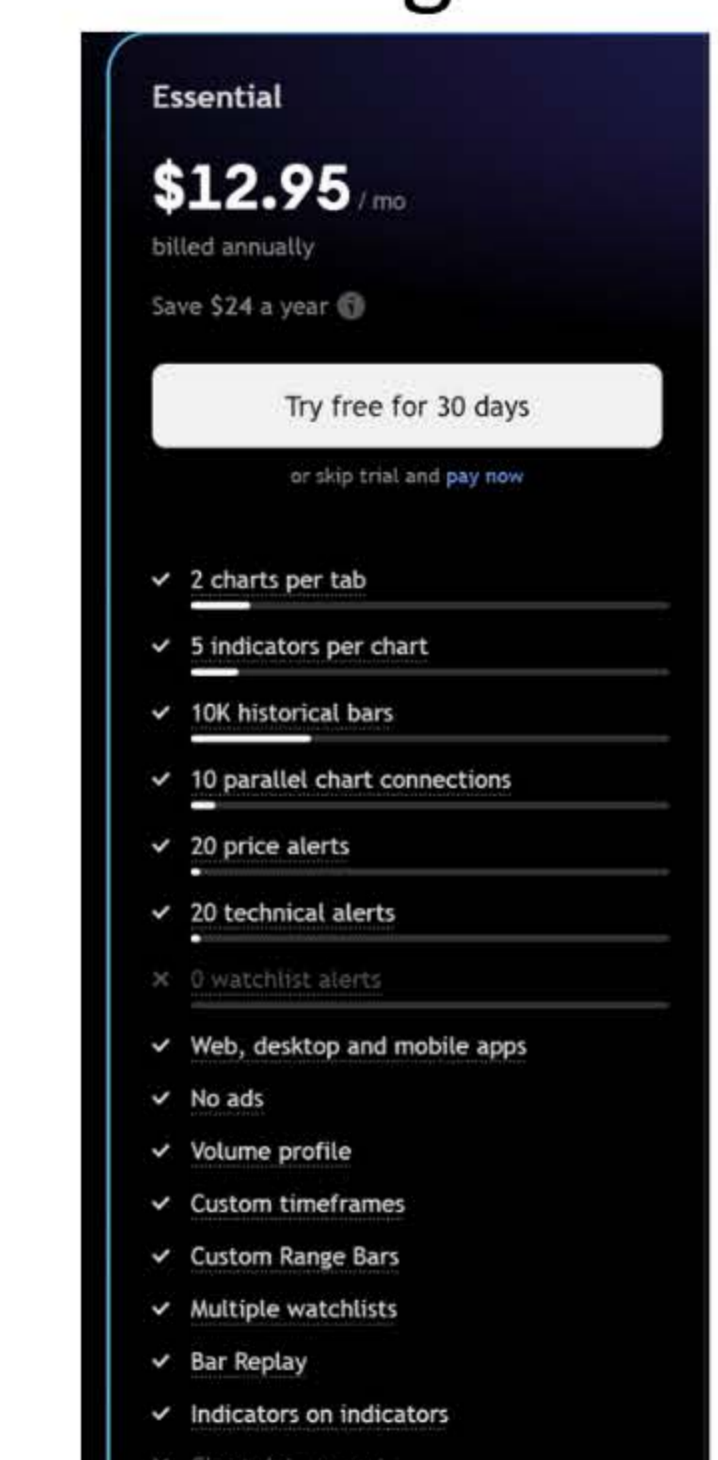 Essential
$12.95 / mo
billed annually
Save $24 a year
Try free for 30 days
or skip trial and pay now
2 charts per tab
5 indicators per chart
10K historical bars
10 parallel chart connections
20 price alerts
20 technical alerts
0 watchlist alerts
Web, desktop and mobile apps
No ads
Volume profile
Custom timeframes
Custom Range Bars
Multiple watchlists
Bar Replay
Indicators on indicators